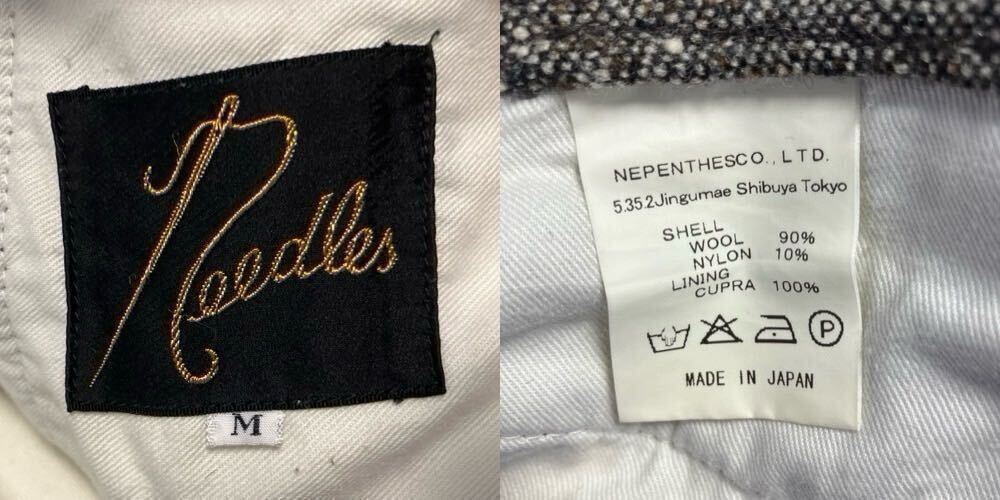 Needles
M
NEPENTHESCO., LTD.
5.35.2Jingumae Shibuya Tokyo
SHELL
WOOL 90%
NYLON 10%
LINING
CUPRA 100%
P
MADE IN JAPAN